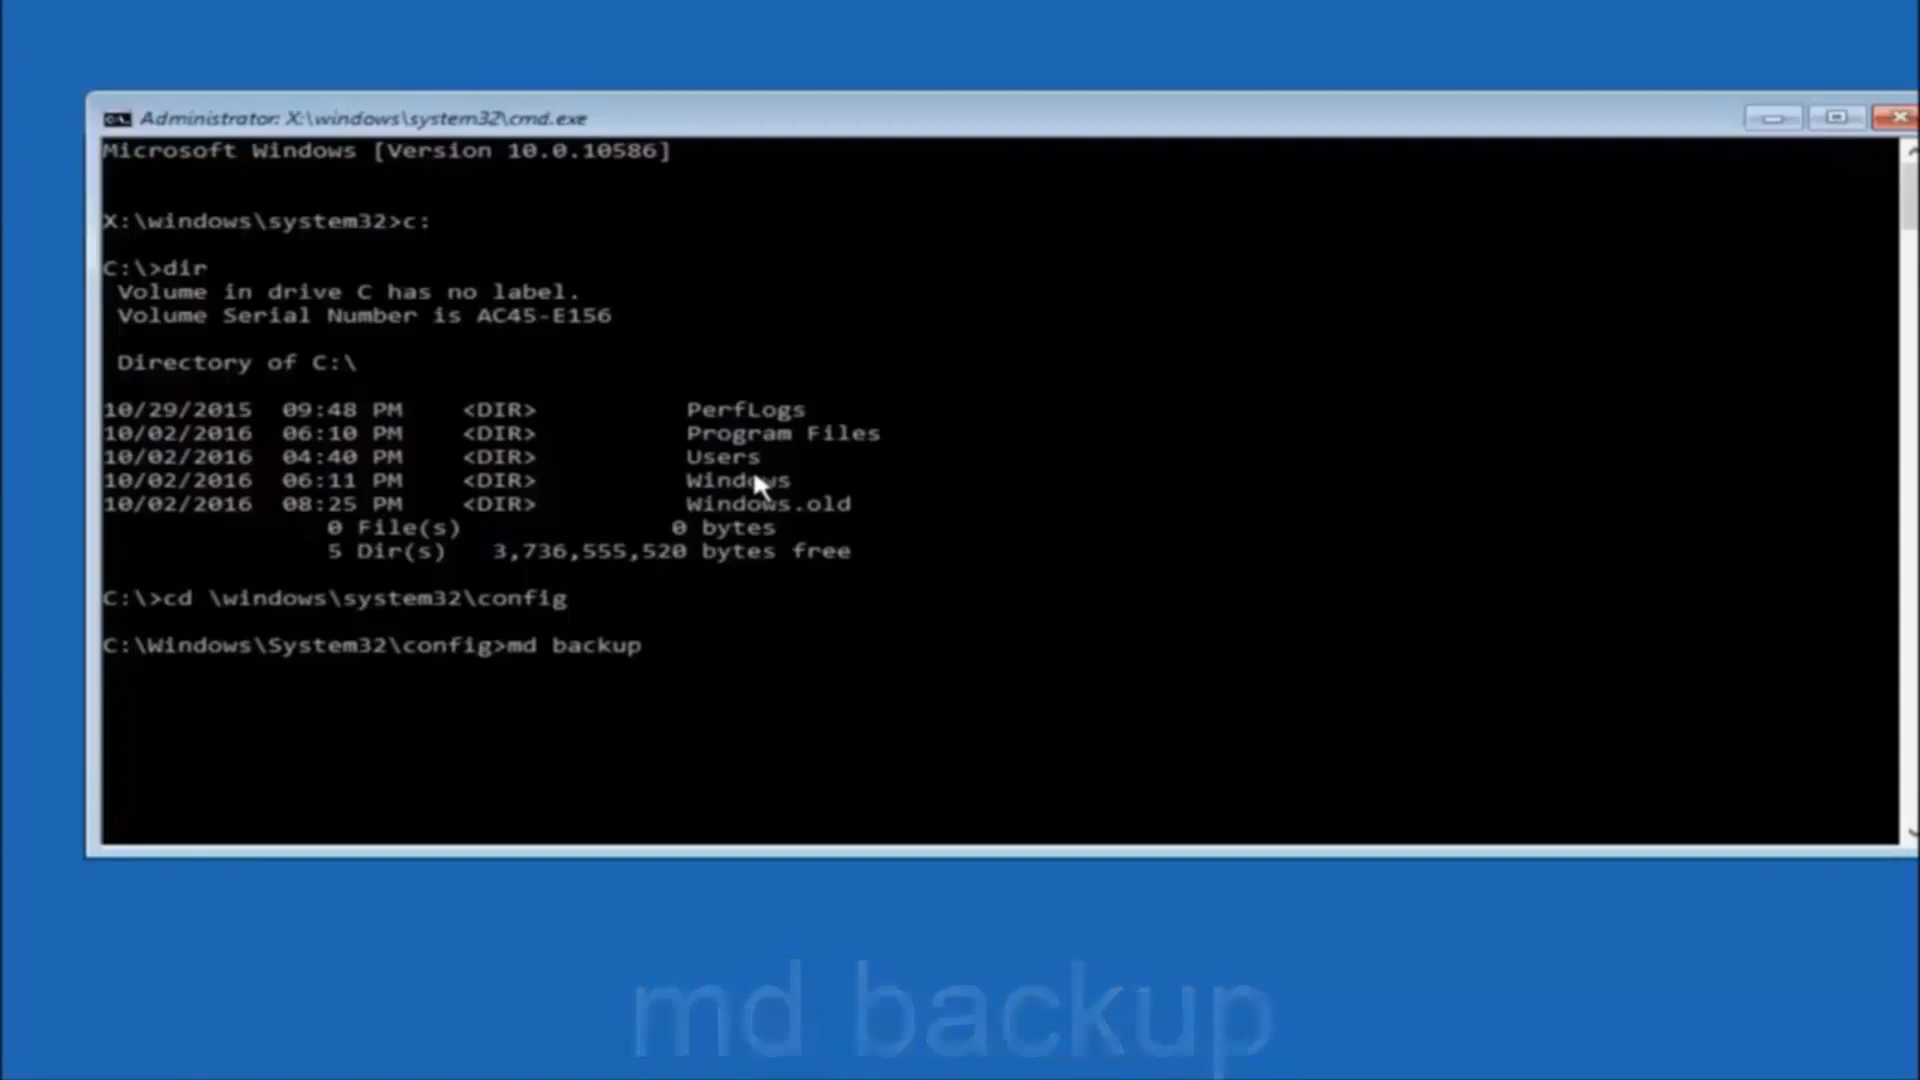 Administrator: X:\windows\system32\cmd.exe
Microsoft Windows [Version 10.0.10586]
X:\windows\system32>c:
C:\>dir
Volume in drive C has no label.
Volume Serial Number is AC45-E156
Directory of C:\
10/29/2015  09:48 PM    <DIR>          PerfLogs
10/02/2016  06:10 PM    <DIR>          Program Files
10/02/2016  04:40 PM    <DIR>          Users
10/02/2016  06:11 PM    <DIR>          Windows
10/02/2016  08:25 PM    <DIR>          Windows.old
0 File(s)              0 bytes
5 Dir(s)   3,736,555,520 bytes free
C:\>cd \windows\system32\config
C:\Windows\System32\config>md backup
md backup